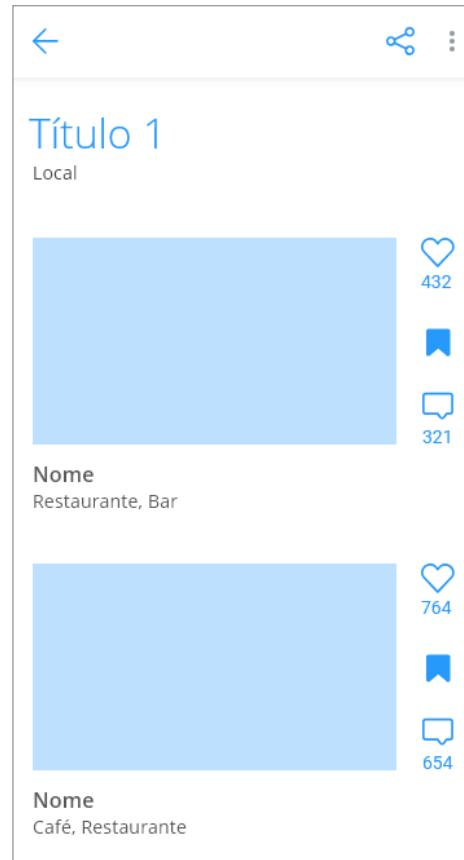 Título 1
Local
432
321
Nome
Restaurante, Bar
764
654
Nome
Café, Restaurante